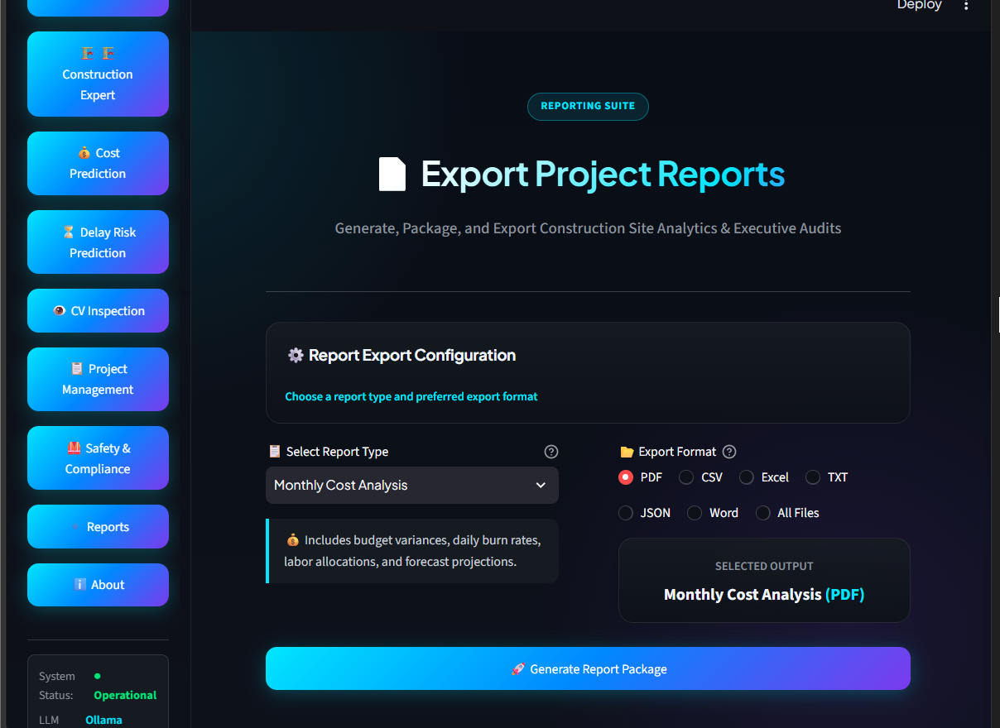 Deploy
Construction
Expert
Cost
Prediction
Delay Risk
Prediction
CV Inspection
Project
Management
Safety &
Compliance
Reports
About
System
Status:
Operational
LLM
Ollama
REPORTING SUITE
Export Project Reports
Generate, Package, and Export Construction Site Analytics & Executive Audits
Report Export Configuration
Choose a report type and preferred export format
Select Report Type
Monthly Cost Analysis
Includes budget variances, daily burn rates,
labor allocations, and forecast projections.
Export Format
PDF CSV Excel TXT
JSON Word All Files
SELECTED OUTPUT
Monthly Cost Analysis (PDF)
Generate Report Package